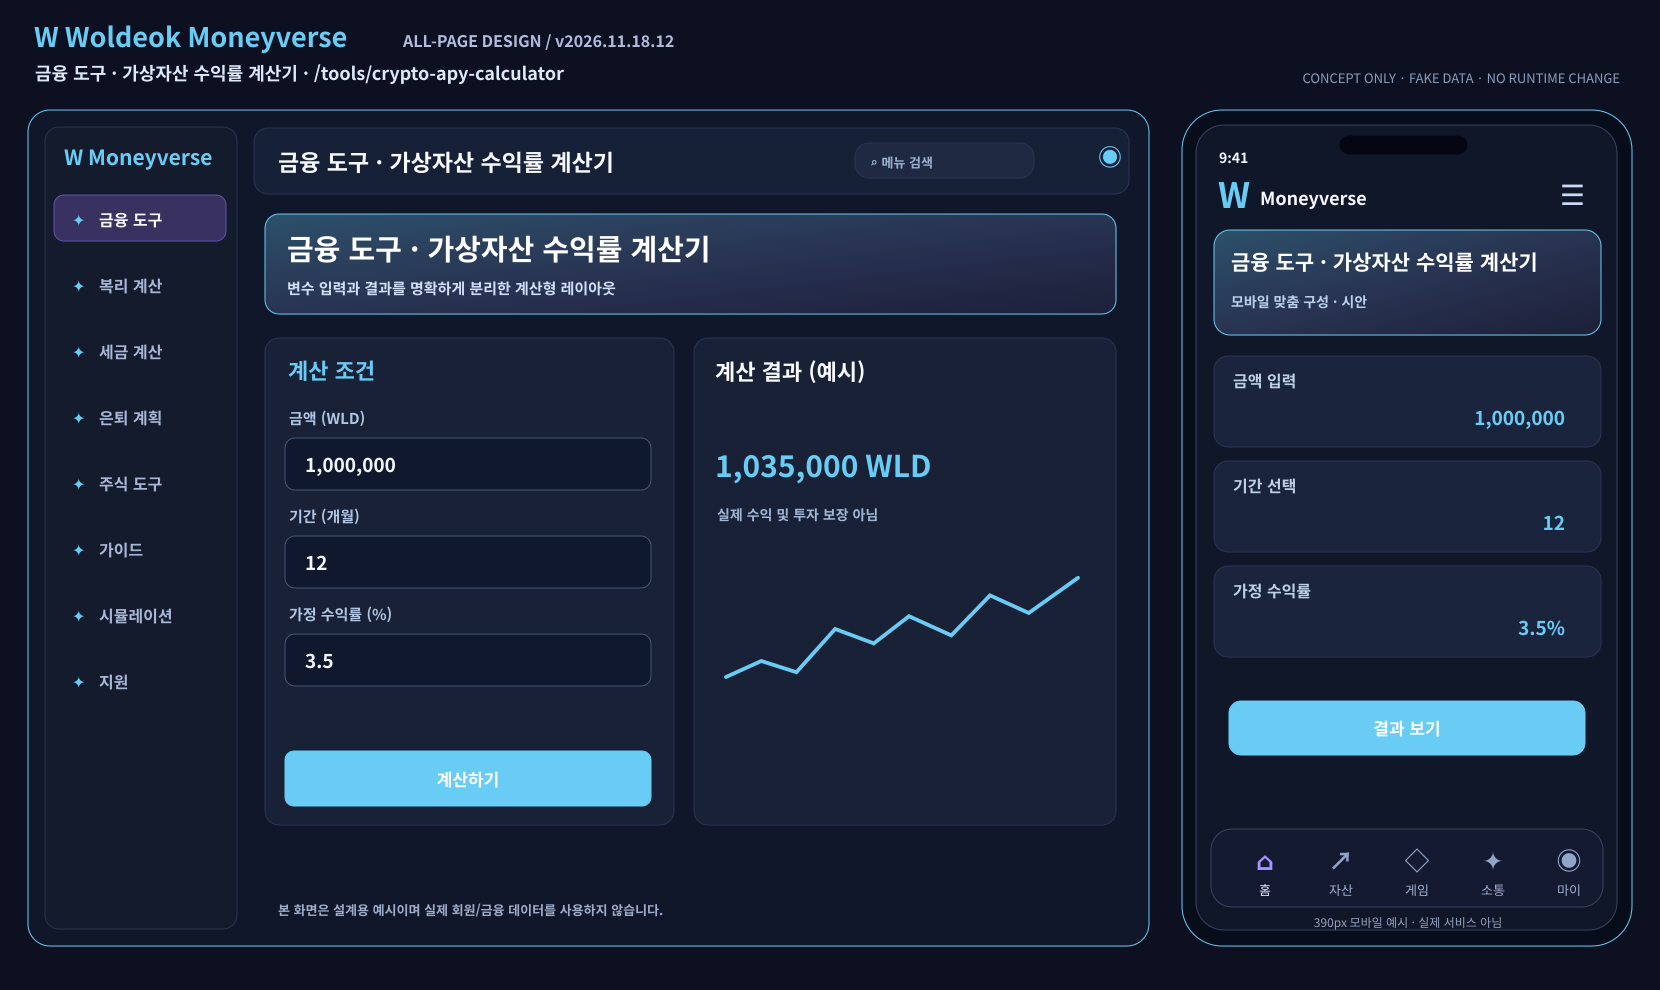 W Woldeok Moneyverse
ALL-PAGE DESIGN / v2026.11.18.12
금융 도구 · 가상자산 수익률 계산기 · /tools/crypto-apy-calculator
CONCEPT ONLY · FAKE DATA · NO RUNTIME CHANGE
W Moneyverse
금융 도구
복리 계산
세금 계산
은퇴 계획
주식 도구
가이드
시뮬레이션
지원
금융 도구 · 가상자산 수익률 계산기
메뉴 검색
금융 도구 · 가상자산 수익률 계산기
변수 입력과 결과를 명확하게 분리한 계산형 레이아웃
계산 조건
금액 (WLD)
1,000,000
기간 (개월)
12
가정 수익률 (%)
3.5
계산하기
계산 결과 (예시)
1,035,000 WLD
실제 수익 및 투자 보장 아님
본 화면은 설계용 예시이며 실제 회원/금융 데이터를 사용하지 않습니다.
9:41
W Moneyverse
금융 도구 · 가상자산 수익률 계산기
모바일 맞춤 구성 · 시안
금액 입력
1,000,000
기간 선택
12
가정 수익률
3.5%
결과 보기
홈
자산
게임
소통
마이
390px 모바일 예시 · 실제 서비스 아님